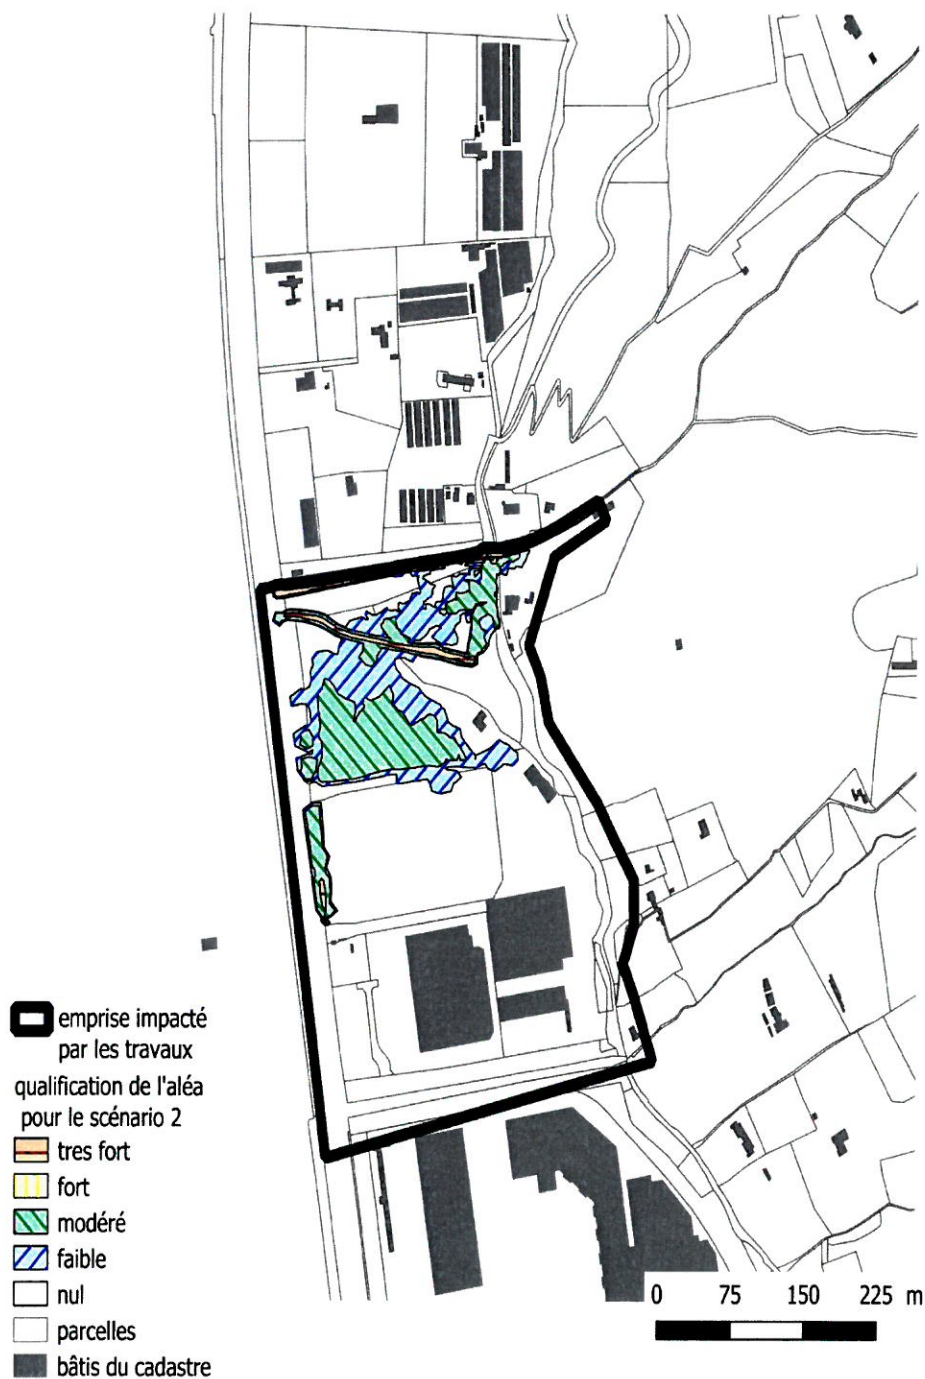 emprise impacté
par les travaux
qualification de l'aléa
pour le scénario 2
tres fort
fort
modéré
faible
nul
parcelles
bâtis du cadastre
0 75 150 225 m